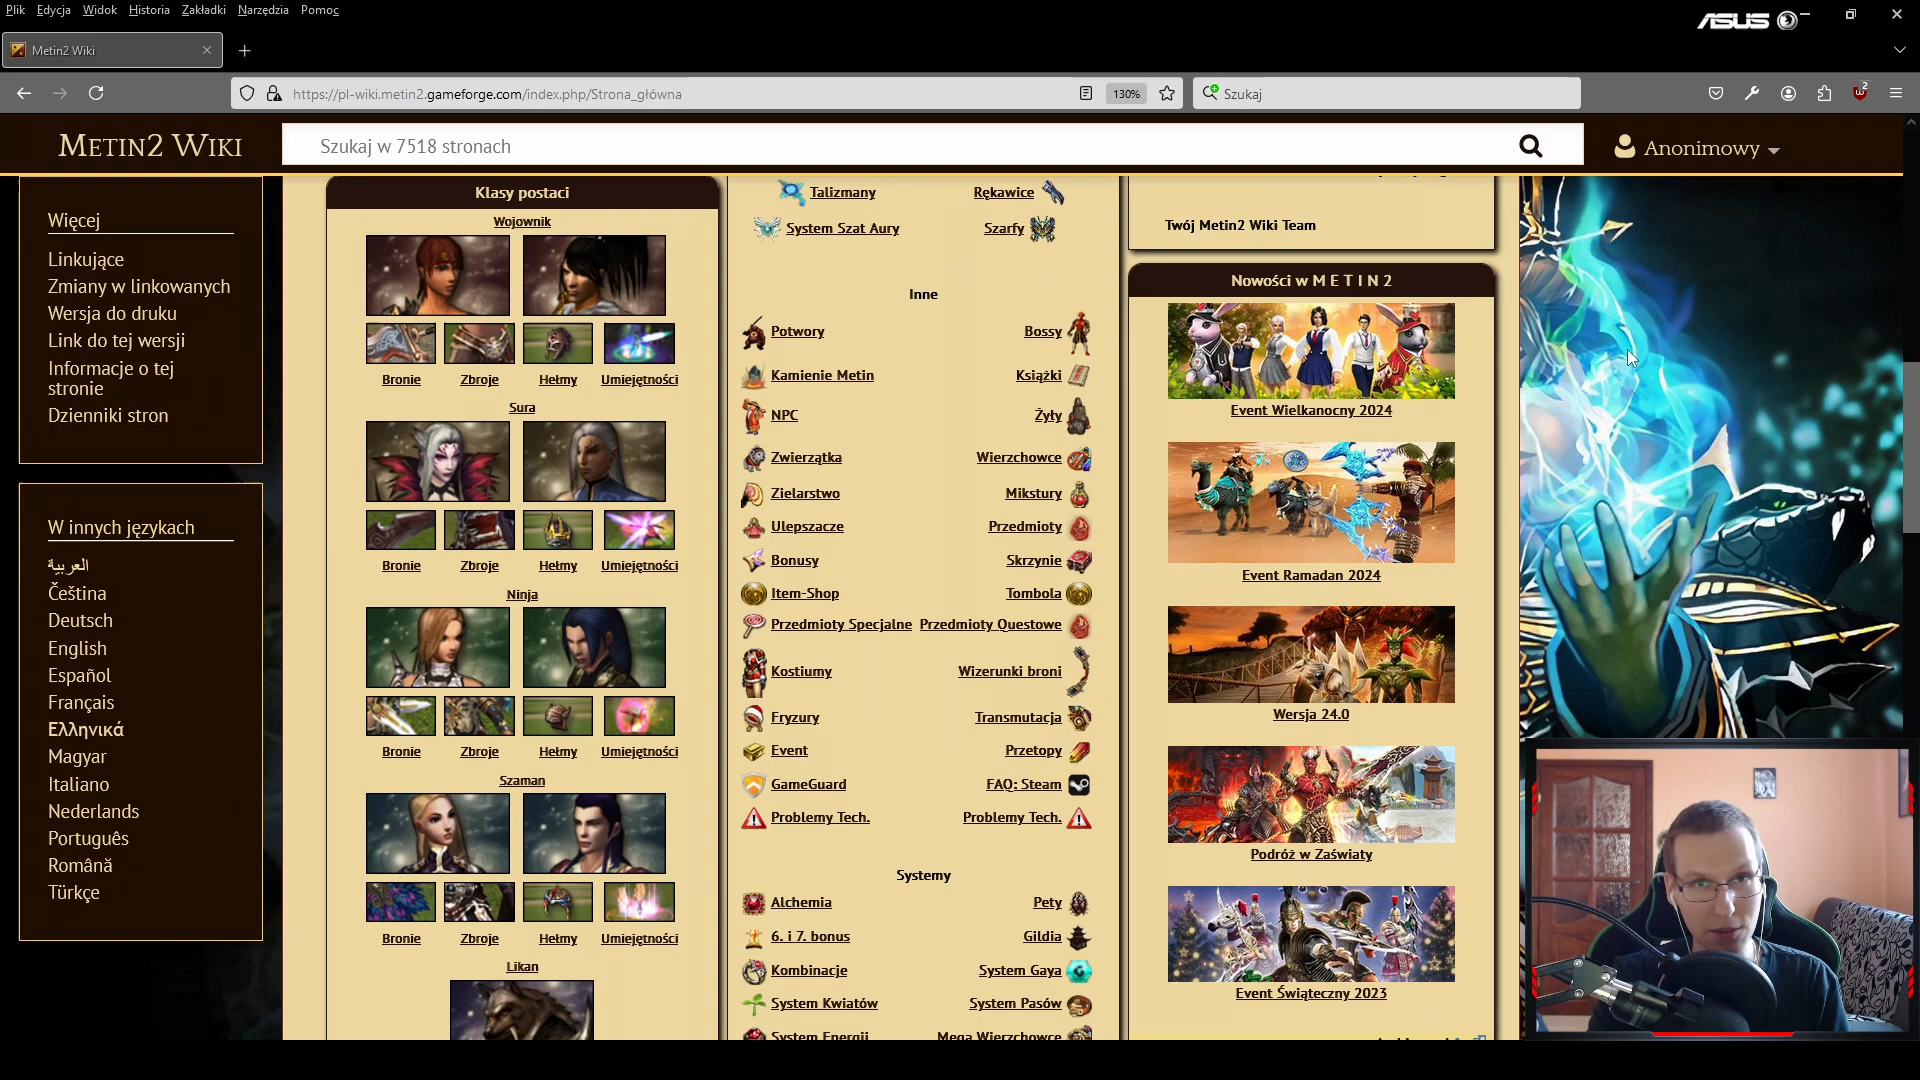 Plik Edycja Widok Historia Zakładki Narzędzia Pomoc
ASUS
Metin2 Wiki
https://pl-wiki.metin2.gameforge.com/index.php/Strona_główna
130%
Szukaj
2
METIN2 WIKI
Szukaj w 7518 stronach
Anonimowy
Więcej
Linkujące
Zmiany w linkowanych
Wersja do druku
Link do tej wersji
Informacje o tej
stronie
Dzienniki stron
W innych językach
العربية
Čeština
Deutsch
English
Español
Français
Ελληνικά
Magyar
Italiano
Nederlands
Português
Română
Türkçe
Klasy postaci
Wojownik
Bronie Zbroje Hełmy Umiejętności
Sura
Bronie Zbroje Hełmy Umiejętności
Ninja
Bronie Zbroje Hełmy Umiejętności
Szaman
Bronie Zbroje Hełmy Umiejętności
Likan
Talizmany Rękawice
System Szat Aury Szarfy
Inne
Potwory Bossy
Kamienie Metin Książki
NPC Żyły
Zwierzątka Wierzchowce
Zielarstwo Mikstury
Ulepszacze Przedmioty
Bonusy Skrzynie
Item-Shop Tombola
Przedmioty Specjalne Przedmioty Questowe
Kostiumy Wizerunki broni
Fryzury Transmutacja
Event Przetopy
GameGuard FAQ: Steam
Problemy Tech. Problemy Tech.
Systemy
Alchemia Pety
6. i 7. bonus Gildia
Kombinacje System Gaya
System Kwiatów System Pasów
System Energii Mega Wierzchowce
Twój Metin2 Wiki Team
Nowości w M E T I N 2
Event Wielkanocny 2024
Event Ramadan 2024
Wersja 24.0
Podróż w Zaświaty
Event Świąteczny 2023